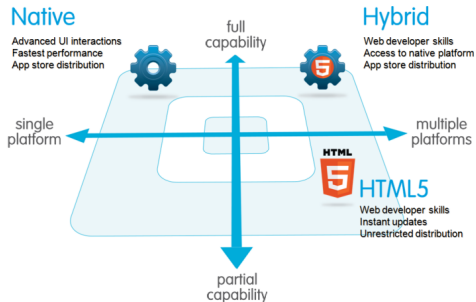 Native
Advanced UI interactions
Fastest performance
App store distribution
full
capability
Hybrid
Web developer skills
Access to native platform
App store distribution
5
single
platform
multiple
platforms
HTML
5
HTML5
Web developer skills
Instant updates
Unrestricted distribution
partial
capability